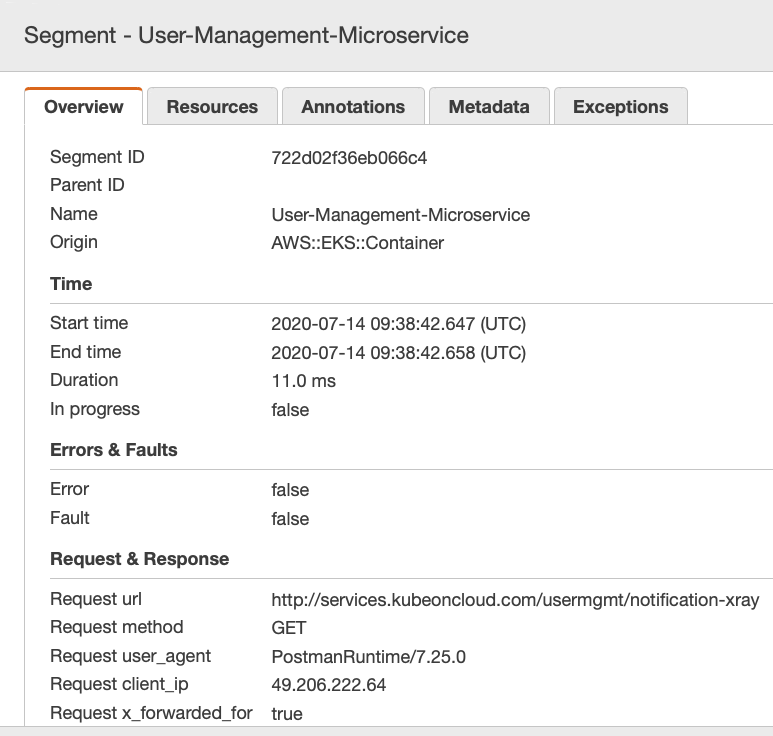 Segment - User-Management-Microservice
Overview Resources Annotations Metadata Exceptions
Segment ID 722d02f36eb066c4
Parent ID
Name User-Management-Microservice
Origin AWS::EKS::Container
Time
Start time 2020-07-14 09:38:42.647 (UTC)
End time 2020-07-14 09:38:42.658 (UTC)
Duration 11.0 ms
In progress false
Errors & Faults
Error false
Fault false
Request & Response
Request url http://services.kubeoncloud.com/usermgmt/notification-xray
Request method GET
Request user_agent PostmanRuntime/7.25.0
Request client_ip 49.206.222.64
Request x_forwarded_for true